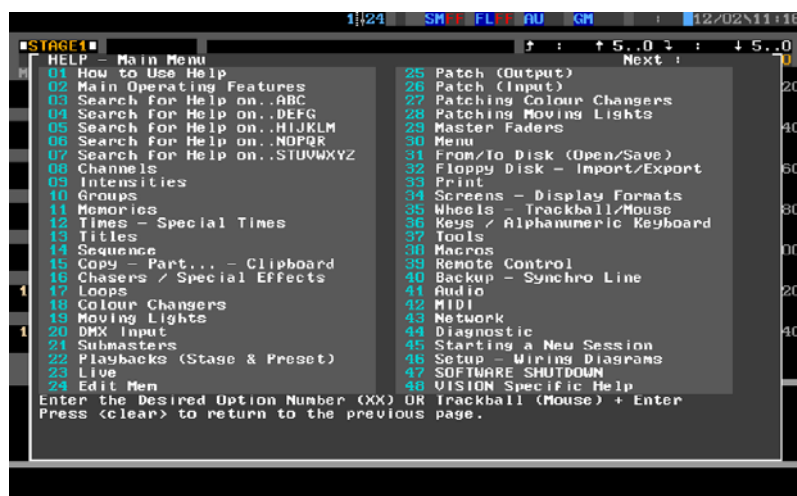 1 24 SMFF FLFF AU GM : 12/02\11:16
STAGE1 : ↑ 5..0 : ↓ 5..0
HELP – Main Menu Next :
01 How to Use Help
02 Main Operating Features
03 Search for Help on..ABC
04 Search for Help on..DEFG
05 Search for Help on..HIJKLM
06 Search for Help on..NOPQR
07 Search for Help on..STUVWXYZ
08 Channels
09 Intensities
10 Groups
11 Memories
12 Times – Special Times
13 Titles
14 Sequence
15 Copy – Part... – Clipboard
16 Chasers / Special Effects
17 Loops
18 Colour Changers
19 Moving Lights
20 DMX Input
21 Submasters
22 Playbacks (Stage & Preset)
23 Live
24 Edit Mem
25 Patch (Output)
26 Patch (Input)
27 Patching Colour Changers
28 Patching Moving Lights
29 Master Faders
30 Menu
31 From/To Disk (Open/Save)
32 Floppy Disk – Import/Export
33 Print
34 Screens – Display Formats
35 Wheels – Trackball/Mouse
36 Keys / Alphanumeric Keyboard
37 Tools
38 Macros
39 Remote Control
40 Backup – Synchro Line
41 Audio
42 MIDI
43 Network
44 Diagnostic
45 Starting a New Session
46 Setup – Wiring Diagrams
47 SOFTWARE SHUTDOWN
48 VISION Specific Help
Enter the Desired Option Number (XX) OR Trackball (Mouse) + Enter
Press <clear> to return to the previous page.